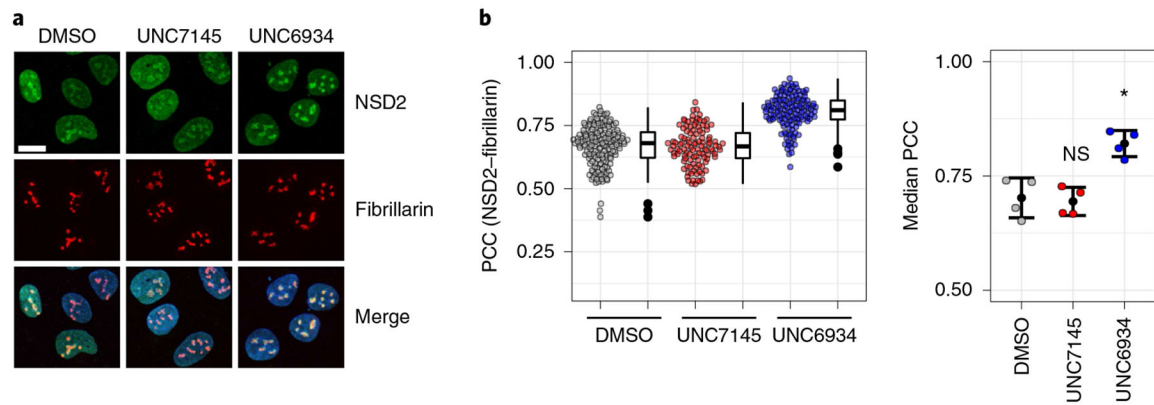 a
DMSO UNC7145 UNC6934
NSD2
Fibrillarin
Merge
b
PCC (NSD2–fibrillarin)
1.00
0.75
0.50
0.25
DMSO UNC7145 UNC6934
Median PCC
1.00
0.75
0.50
NS
*
DMSO
UNC7145
UNC6934